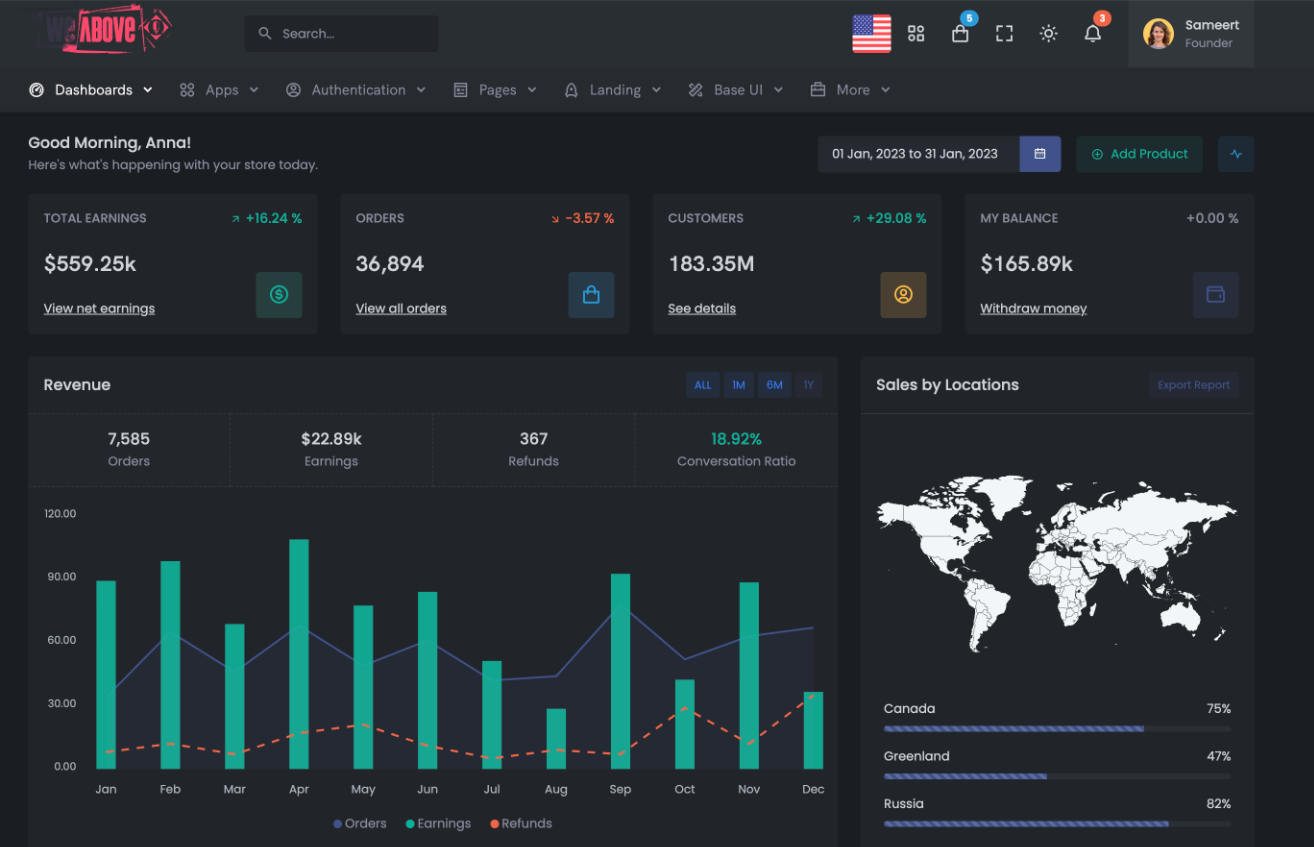 WE ABOVE
Search...
5
3
Sameert
Founder
Dashboards
Apps
Authentication
Pages
Landing
Base UI
More
Good Morning, Anna!
Here's what's happening with your store today.
01 Jan, 2023 to 31 Jan, 2023
Add Product
TOTAL EARNINGS
+16.24 %
$559.25k
View net earnings
ORDERS
-3.57 %
36,894
View all orders
CUSTOMERS
+29.08 %
183.35M
See details
MY BALANCE
+0.00 %
$165.89k
Withdraw money
Revenue
ALL
1M
6M
1Y
7,585
Orders
$22.89k
Earnings
367
Refunds
18.92%
Conversation Ratio
120.00
90.00
60.00
30.00
0.00
Jan Feb Mar Apr May Jun Jul Aug Sep Oct Nov Dec
Orders Earnings Refunds
Sales by Locations
Export Report
Canada 75%
Greenland 47%
Russia 82%